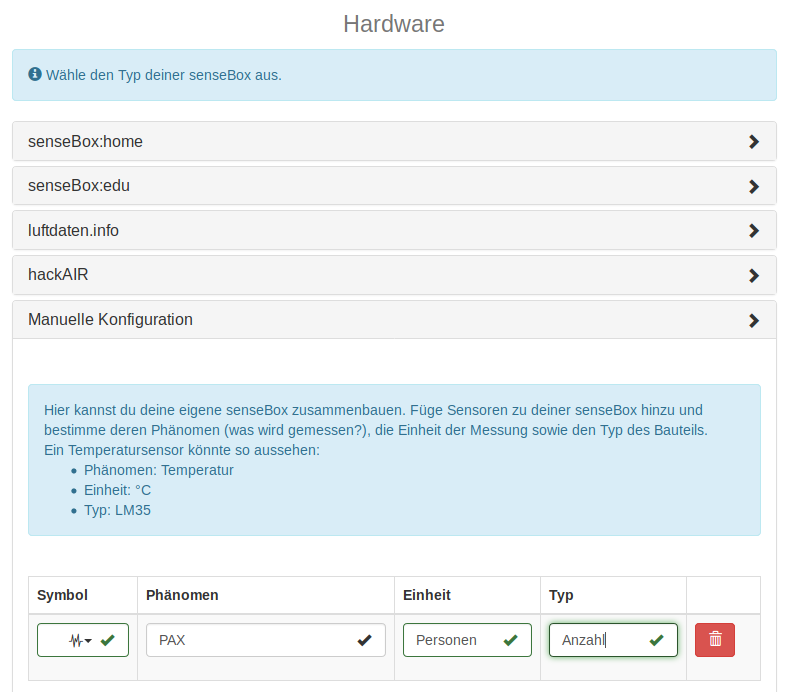 Hardware
Wähle den Typ deiner senseBox aus.
senseBox:home
senseBox:edu
luftdaten.info
hackAIR
Manuelle Konfiguration
Hier kannst du deine eigene senseBox zusammenbauen. Füge Sensoren zu deiner senseBox hinzu und
bestimme deren Phänomen (was wird gemessen?), die Einheit der Messung sowie den Typ des Bauteils.
Ein Temperatursensor könnte so aussehen:
• Phänomen: Temperatur
• Einheit: °C
• Typ: LM35
Symbol Phänomen Einheit Typ
PAX Personen Anzahl